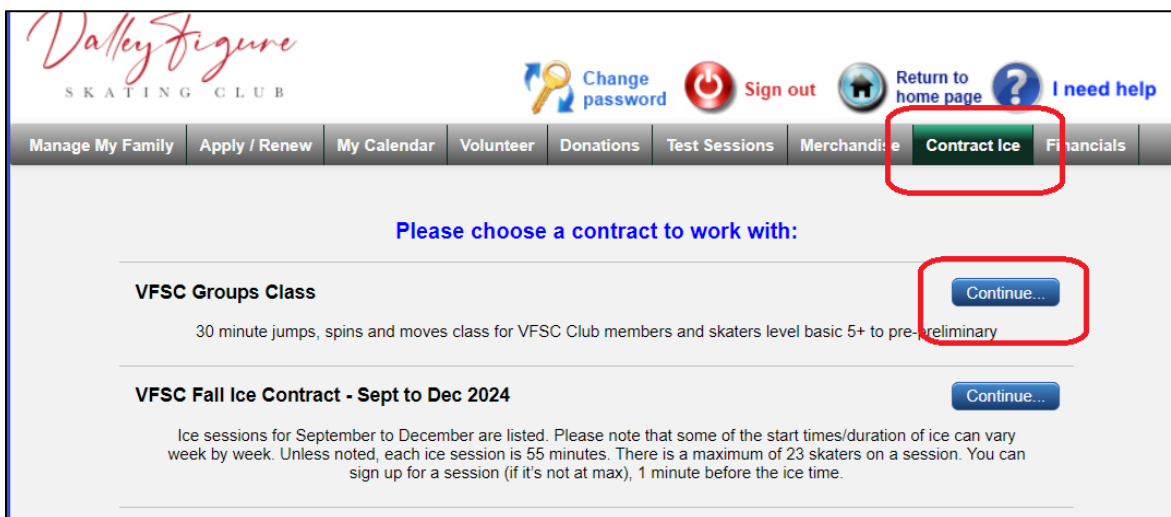 Valley Figure
SKATING CLUB
Change
password
Sign out
Return to
home page
? I need help
Manage My Family Apply / Renew My Calendar Volunteer Donations Test Sessions Merchandise Contract Ice Financials
Please choose a contract to work with:
VFSC Groups Class
Continue...
30 minute jumps, spins and moves class for VFSC Club members and skaters level basic 5+ to pre-preliminary
VFSC Fall Ice Contract - Sept to Dec 2024
Continue...
Ice sessions for September to December are listed. Please note that some of the start times/duration of ice can vary
week by week. Unless noted, each ice session is 55 minutes. There is a maximum of 23 skaters on a session. You can
sign up for a session (if it's not at max), 1 minute before the ice time.